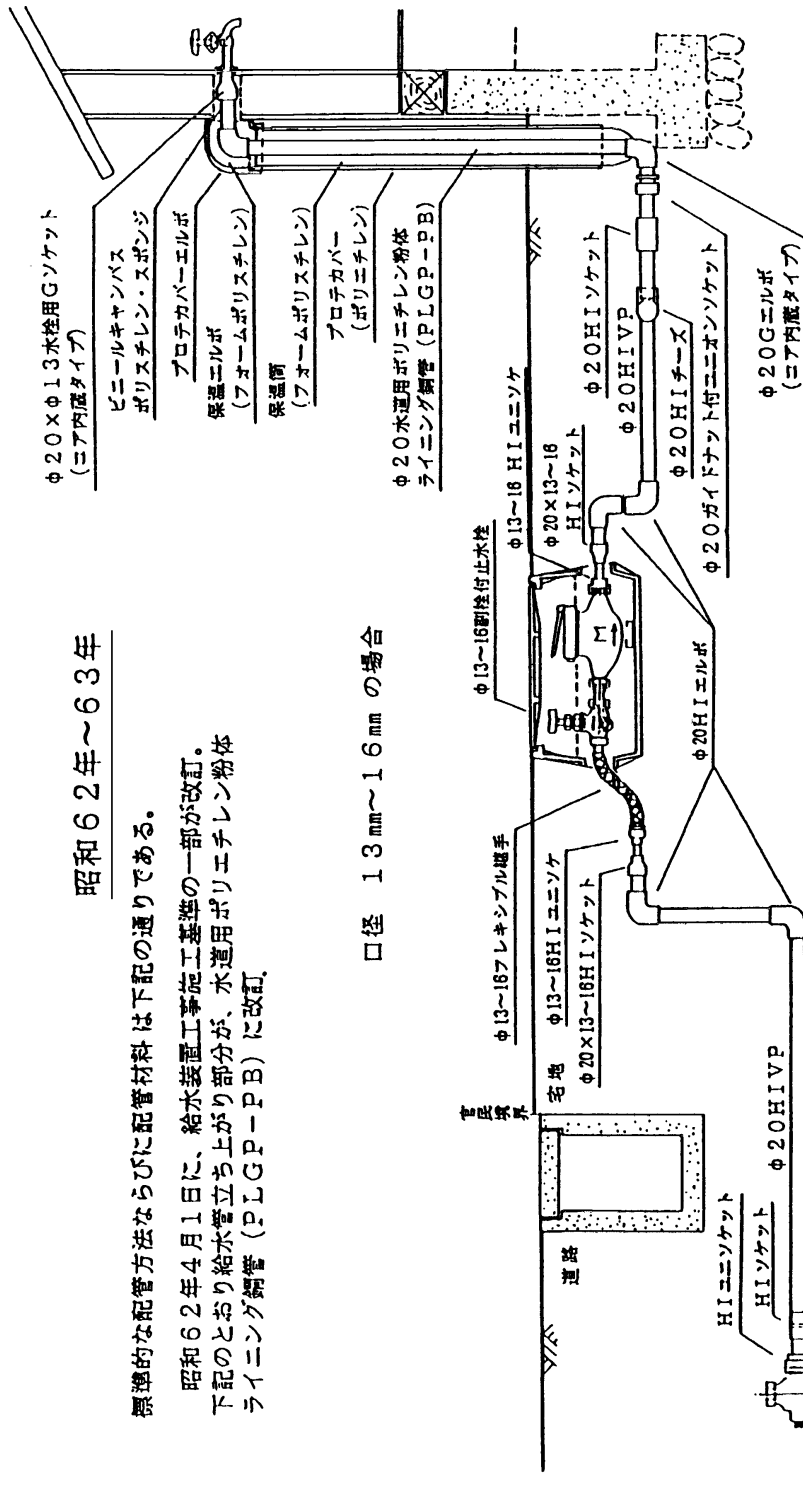 昭和62年~63年
標準的な配管方法ならびに配管材料は下記の通りである。
昭和62年4月1日に、給水装置工事施工基準の一部が改訂。
下記のとおり給水管立ち上がり部分が、水道用ポリエチレン粉体
ライニング鋼管(PLGP-PB)に改訂。
口径 13㎜~16㎜ の場合
φ20×φ13水栓用Gソケット
(コア内蔵タイプ)
ビニールキャンバス
ポリスチレン・スポンジ
プロテカバーエルボ
保温エルボ
(フォームポリスチレン)
保温筒
(フォームポリスチレン)
プロテカバー
(ポリエチレン)
φ20水道用ポリエチレン粉体
ライニング鋼管(PLGP-PB)
φ13~16副栓付止水栓
φ13~16 HIユニソケ
φ20×13~16
HIソケット
φ20HIソケット
φ20HIVP
φ20HIチーズ
φ20ガイドナット付ユニオンソケット
φ20Gエルボ
(コア内蔵タイプ)
M
φ20HIエルボ
φ13~16フレキシブル継手
φ13~16HIユニソケ
φ20×13~16HIソケット
官民境界
宅地
道路
φ20HIVP
HIユニソケット
HIソケット